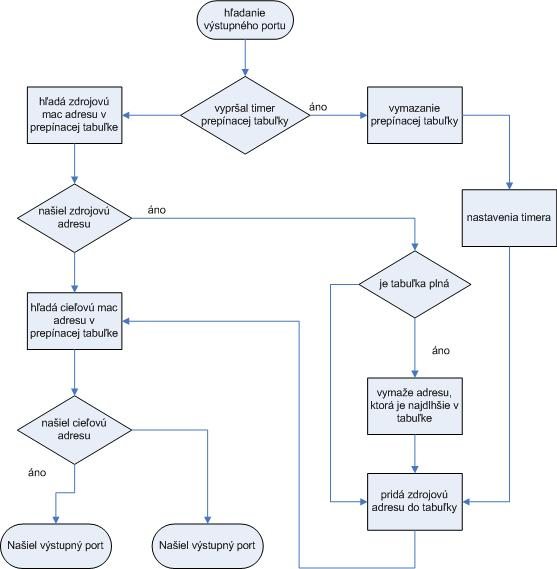 hľadanie
výstupného portu
hľadá zdrojovú
mac adresu v
prepínacej tabuľke
vypršal timer
prepínacej tabuľky
áno
vymazanie
prepínacej tabuľky
našiel zdrojovú
adresu
áno
nastavenia timera
je tabuľka plná
hľadá cieľovú mac
adresu v
prepínacej tabuľke
áno
vymaže adresu,
ktorá je najdlhšie v
tabuľke
našiel cieľovú
adresu
áno
pridá zdrojovú
adresu do tabuľky
Našiel výstupný port
Našiel výstupný port